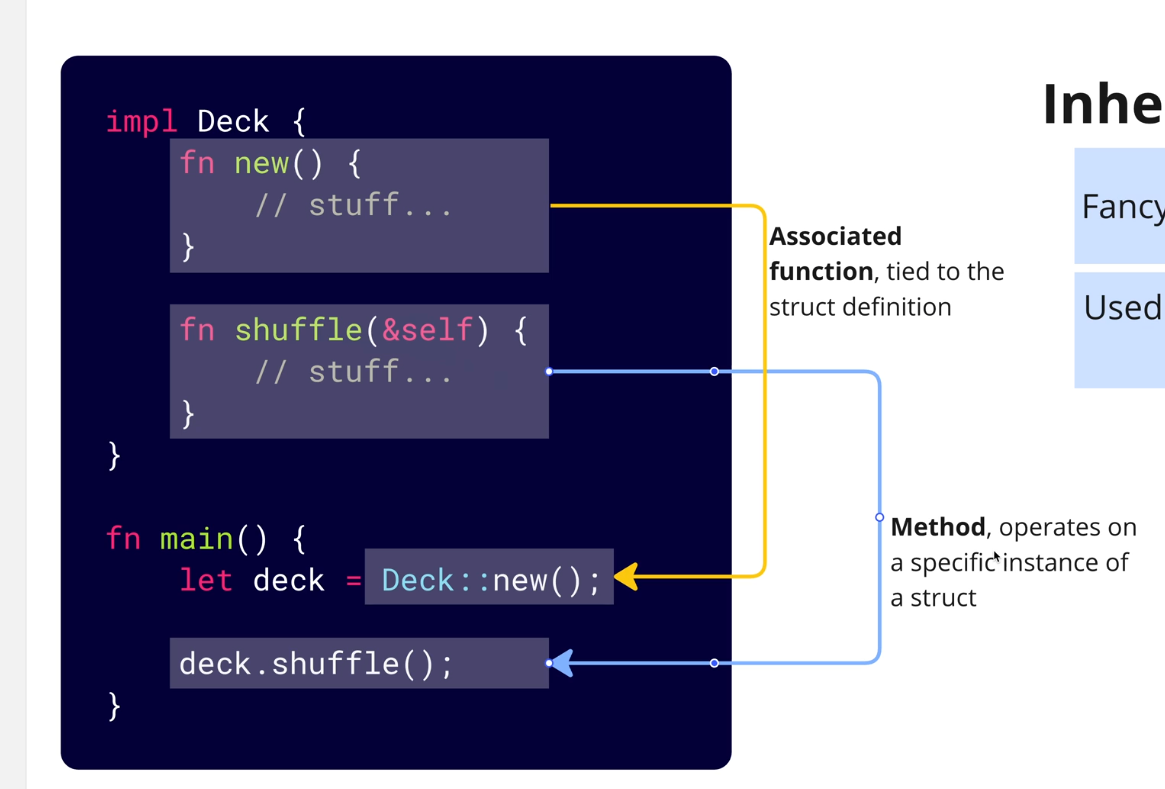 impl Deck {
fn new() {
// stuff...
}
fn shuffle(&self) {
// stuff...
}
}
fn main() {
let deck = Deck::new();
deck.shuffle();
}
Associated
function, tied to the
struct definition
Method, operates on
a specific instance of
a struct
Inhe
Fancy
Used